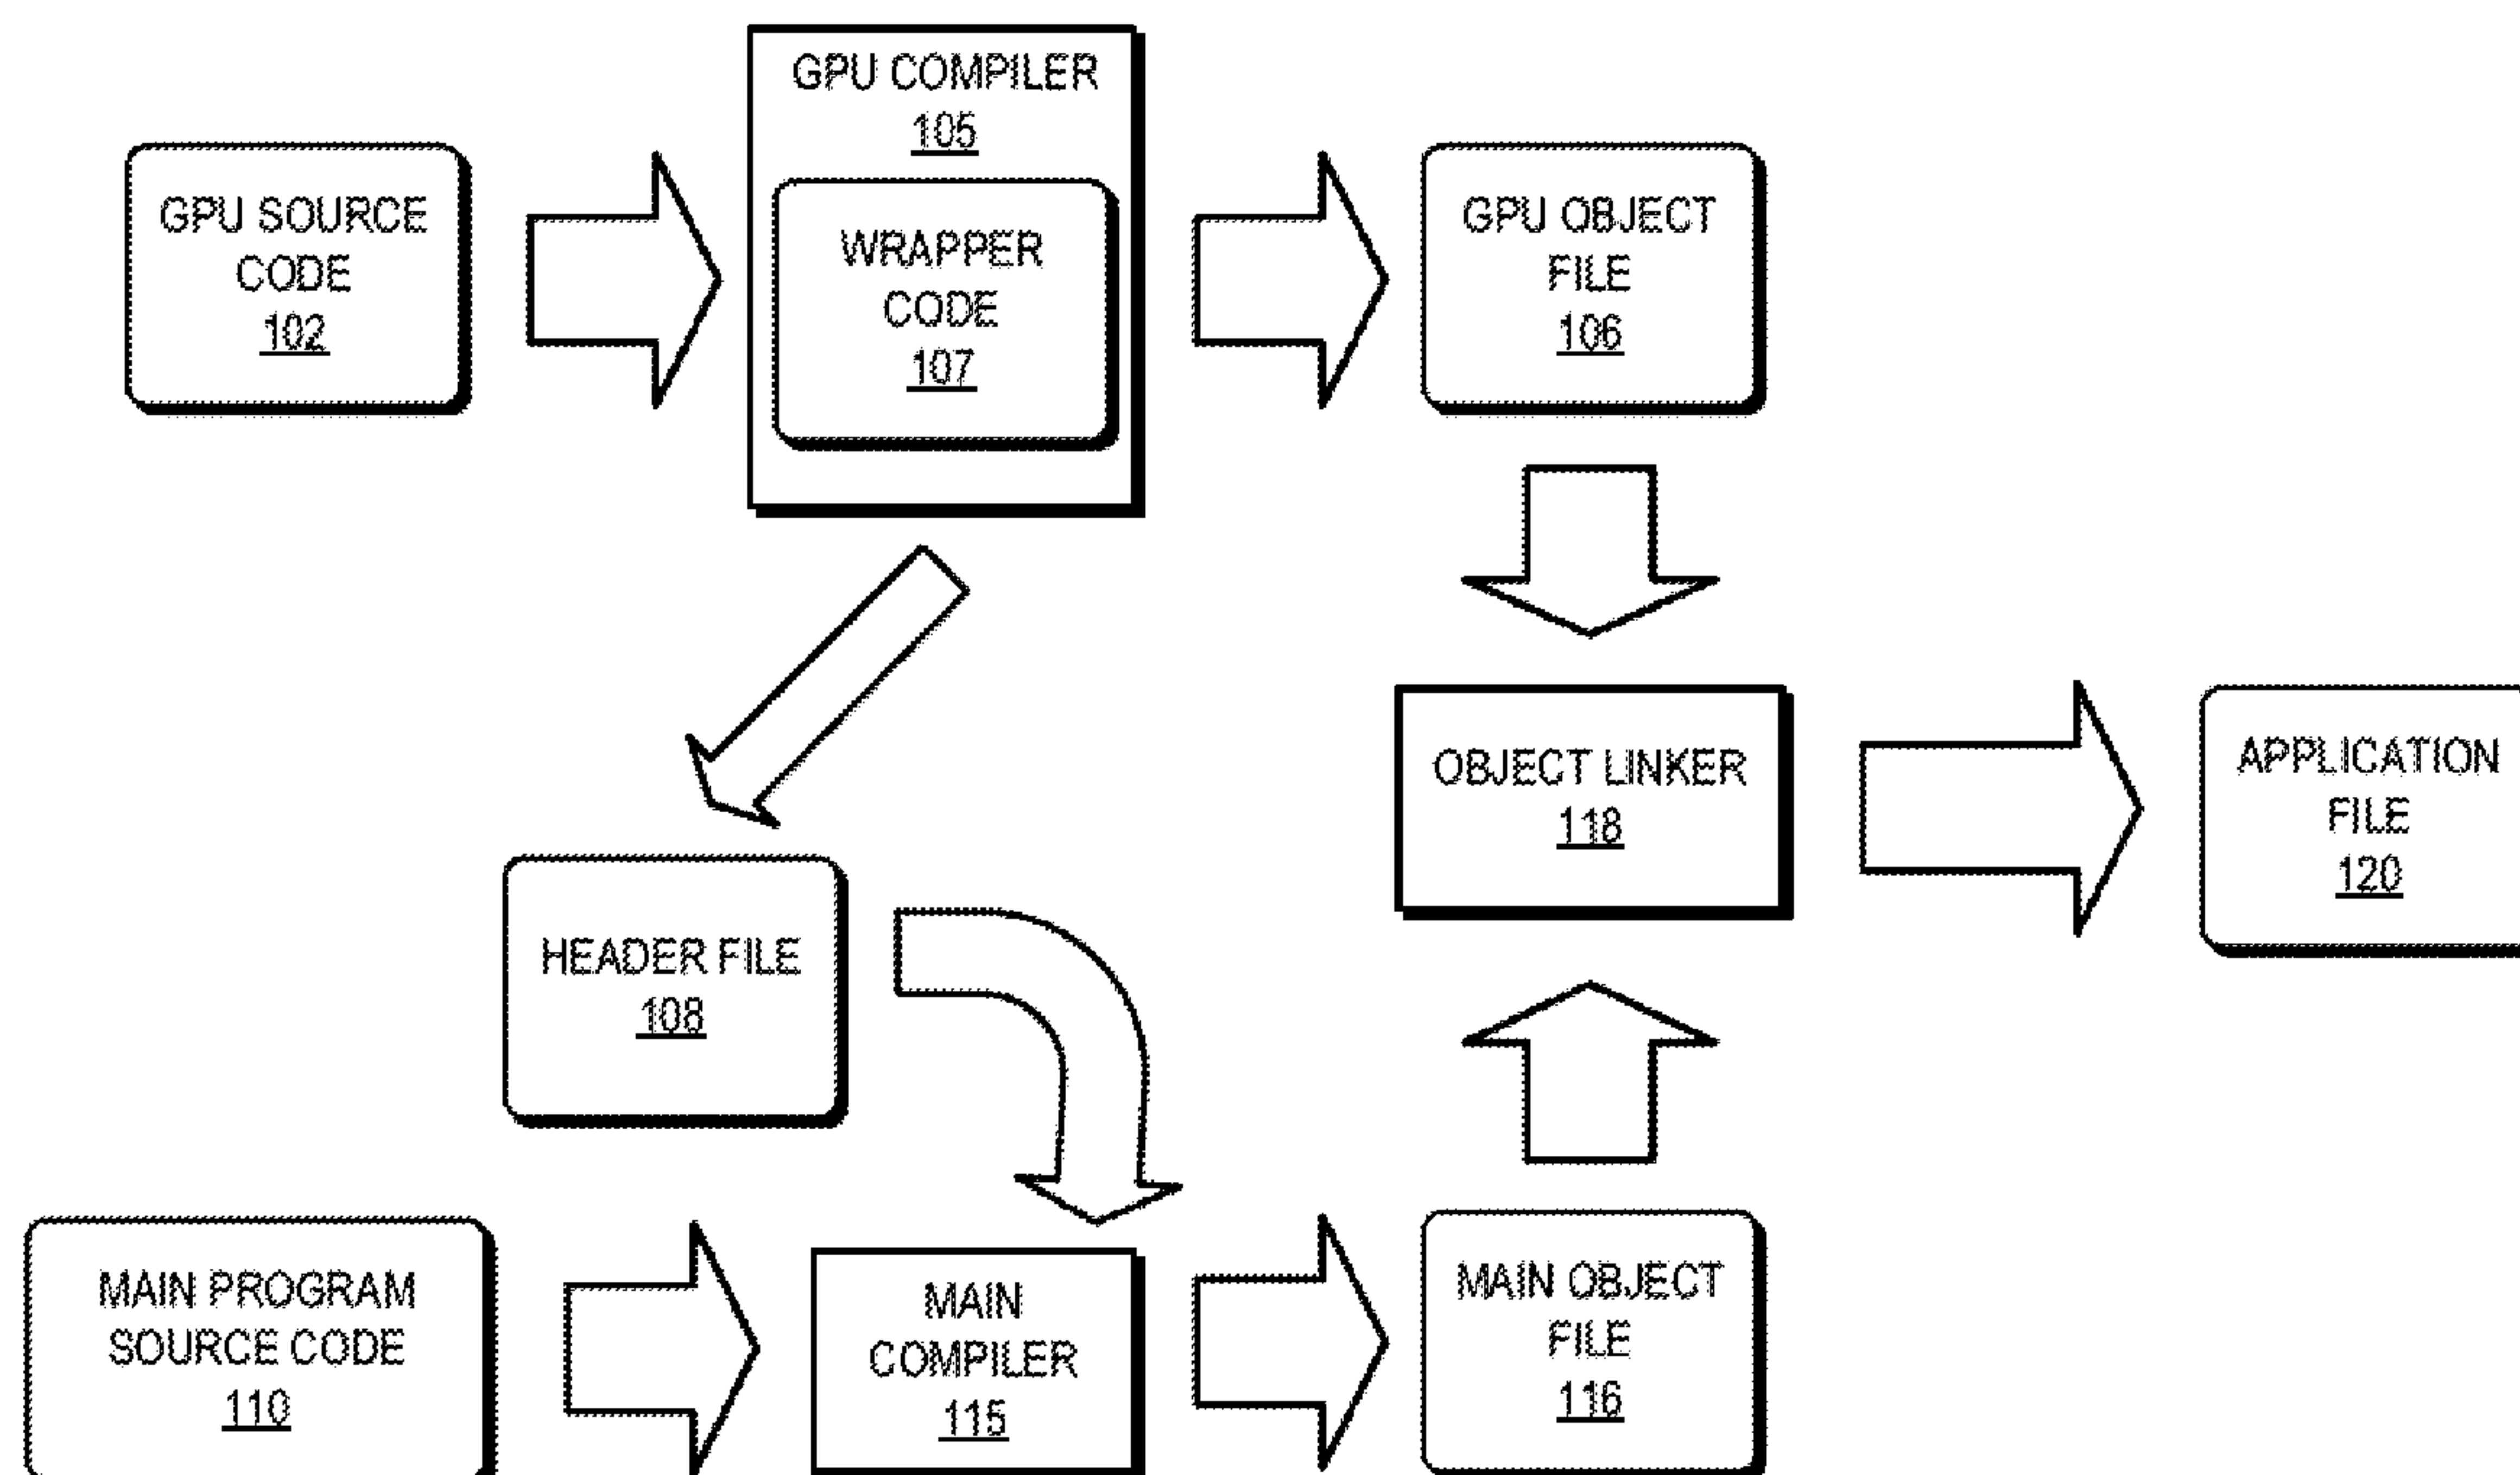 GPU COMPILER
105
GPU SOURCE
CODE
102
WRAPPER
CODE
107
GPU OBJECT
FILE
106
OBJECT LINKER
118
APPLICATION
FILE
120
HEADER FILE
108
MAIN PROGRAM
SOURCE CODE
110
MAIN
COMPILER
115
MAIN OBJECT
FILE
116